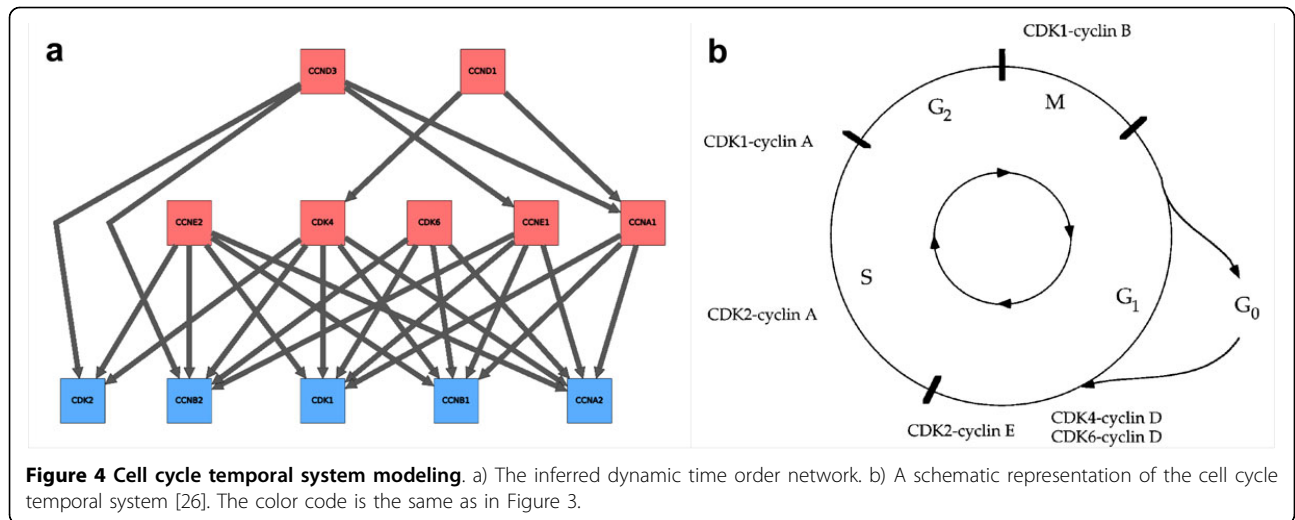 a
CCND3
CCND1
CCNE2
CDK4
CDK6
CCNE1
CCNA1
CDK2
CCNB2
CDK1
CCNB1
CCNA2
b
CDK1-cyclin B
G2
M
CDK1-cyclin A
S
G1
G0
CDK2-cyclin A
CDK2-cyclin E
CDK4-cyclin D
CDK6-cyclin D
Figure 4 Cell cycle temporal system modeling. a) The inferred dynamic time order network. b) A schematic representation of the cell cycle
temporal system [26]. The color code is the same as in Figure 3.